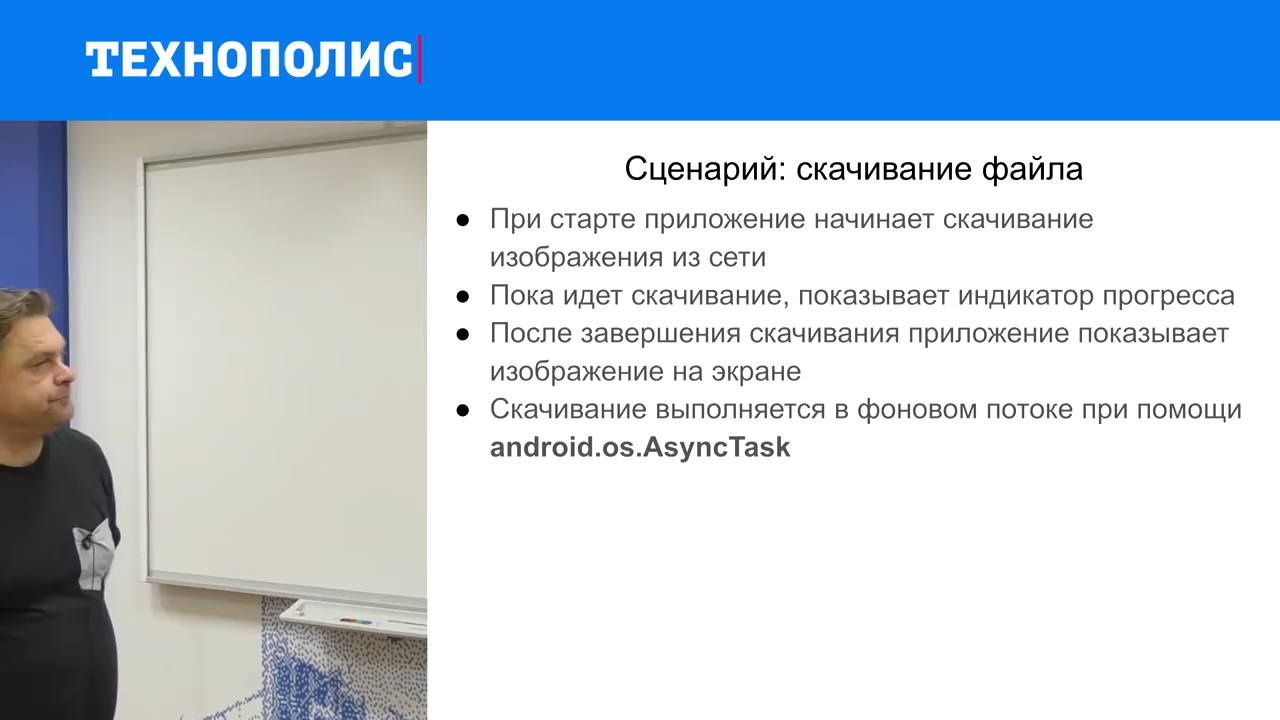 ТЕХНОПОЛИС
Сценарий: скачивание файла
● При старте приложение начинает скачивание
изображения из сети
● Пока идет скачивание, показывает индикатор прогресса
● После завершения скачивания приложение показывает
изображение на экране
● Скачивание выполняется в фоновом потоке при помощи
android.os.AsyncTask